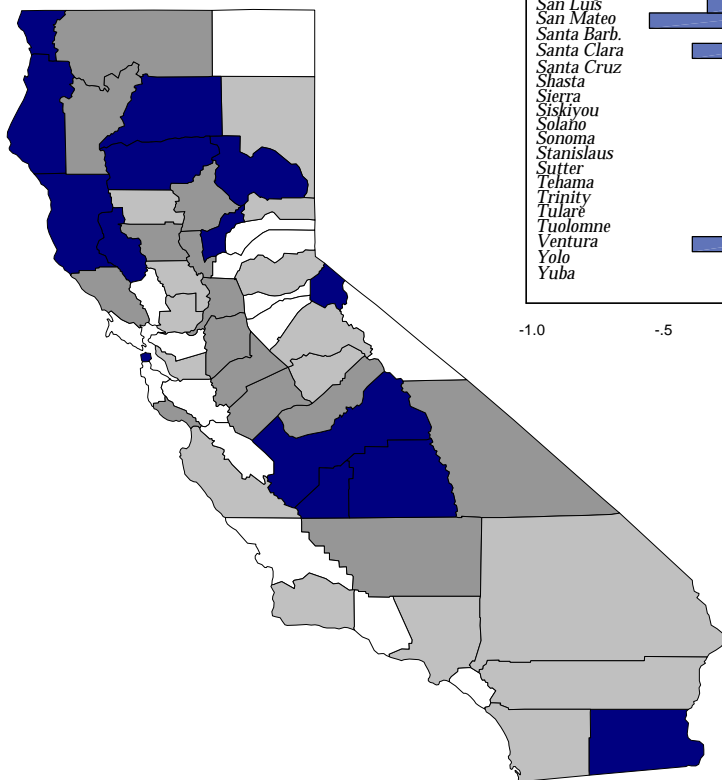 San Luis
San Mateo
Santa Barb.
Santa Clara
Santa Cruz
Shasta
Sierra
Siskiyou
Solano
Sonoma
Stanislaus
Sutter
Tehama
Trinity
Tulare
Tuolomne
Ventura
Yolo
Yuba
-1.0 -.5